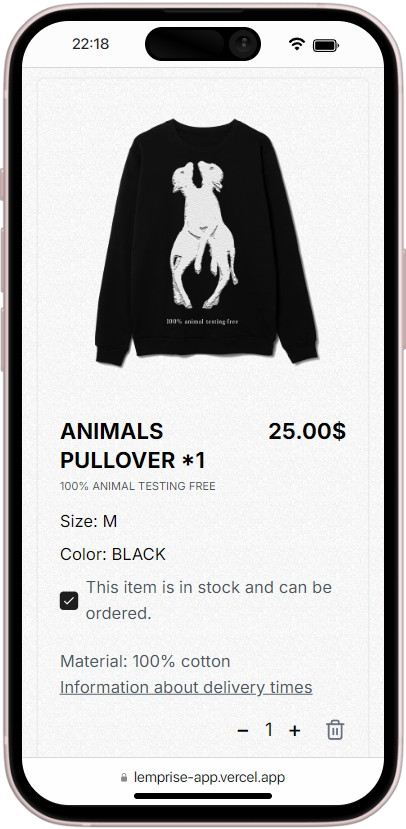 22:18
100% animal testing free
ANIMALS 25.00$
PULLOVER *1
100% ANIMAL TESTING FREE
Size: M
Color: BLACK
This item is in stock and can be
ordered.
Material: 100% cotton
Information about delivery times
− 1 +
lemprise-app.vercel.app